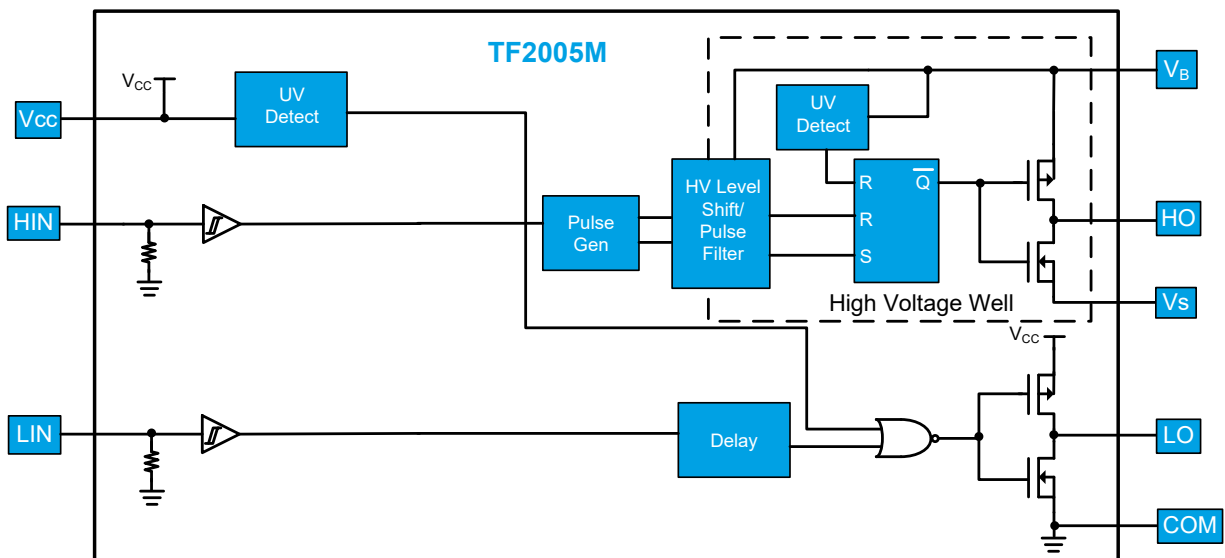 TF2005M
VCC
Vcc
UV
Detect
UV
Detect
VB
HIN
Pulse
Gen
HV Level
Shift/
Pulse
Filter
R
Q̅
R
S
HO
High Voltage Well
Vs
VCC
LIN
Delay
LO
COM